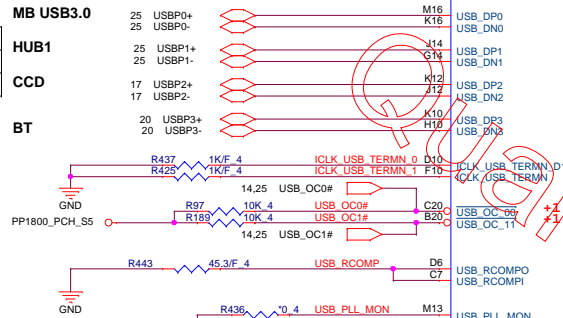 MB USB3.0
25 USBP0+ M16 USB_DP0
25 USBP0- K16 USB_DN0
HUB1
25 USBP1+ J14 USB_DP1
25 USBP1- G14 USB_DN1
CCD
17 USBP2+ K12 USB_DP2
17 USBP2- J12 USB_DN2
BT
20 USBP3+ K10 USB_DP3
20 USBP3- H10 USB_DN3
R437 1K/F_4 ICLK_USB_TERMN_0 D10 ICLK_USB_TERMN_D1
R425 1K/F_4 ICLK_USB_TERMN_1 F10 ICLK_USB_TERMN
GND
14,25 USB_OC0#
R97 10K_4 USB_OC0# C20 USB_OC_00 +1
PP1800_PCH_S5 R189 10K_4 USB_OC1# B20 USB_OC_11 +1
14,25 USB_OC1#
R443 45.3/F_4 USB_RCOMP D6 USB_RCOMPO
C7 USB_RCOMPI
GND
R436 *0_4 USB_PLL_MON M13 USB_PLL_MON